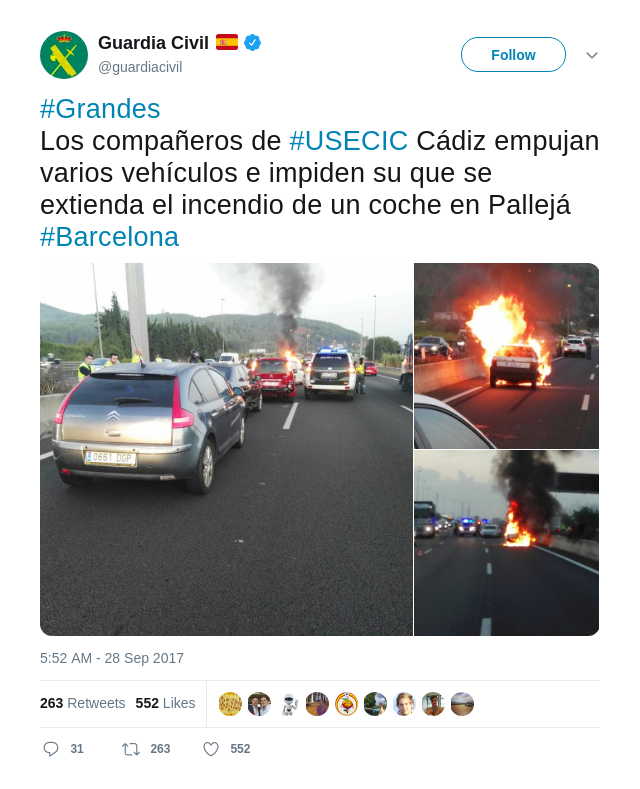 Guardia Civil
@guardiacivil
Follow
#Grandes
Los compañeros de #USECIC Cádiz empujan
varios vehículos e impiden su que se
extienda el incendio de un coche en Pallejá
#Barcelona
0661 DGP
5:52 AM - 28 Sep 2017
263 Retweets 552 Likes
31 263 552